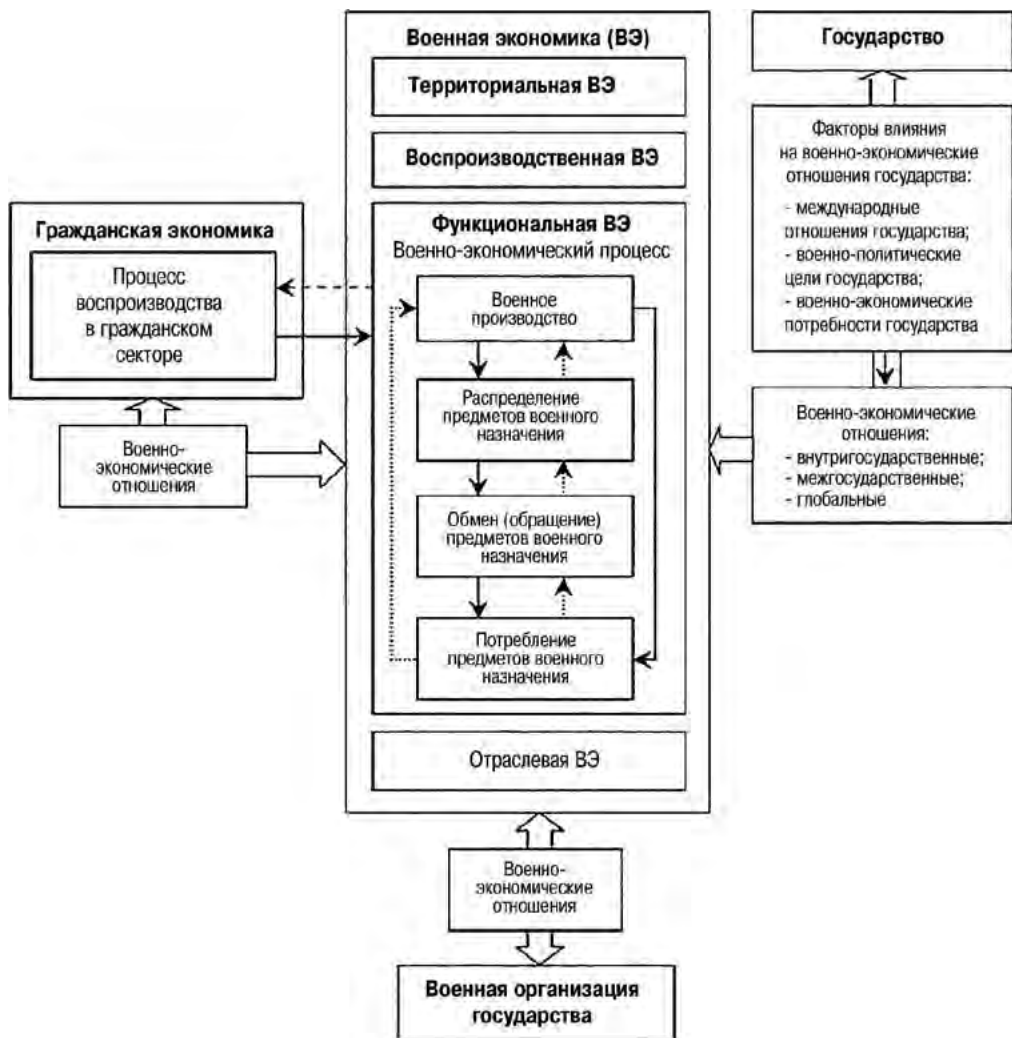 Военная экономика (ВЭ)
Территориальная ВЭ
Воспроизводственная ВЭ
Функциональная ВЭ
Военно-экономический процесс
Военное
производство
Распределение
предметов военного
назначения
Обмен (обращение)
предметов военного
назначения
Потребление
предметов военного
назначения
Отраслевая ВЭ
Гражданская экономика
Процесс
воспроизводства
в гражданском
секторе
Военно-
экономические
отношения
Государство
Факторы влияния
на военно-экономические
отношения государства:
- международные
отношения государства;
- военно-политические
цели государства;
- военно-экономические
потребности государства
Военно-экономические
отношения:
- внутригосударственные;
- межгосударственные;
- глобальные
Военно-
экономические
отношения
Военная организация
государства